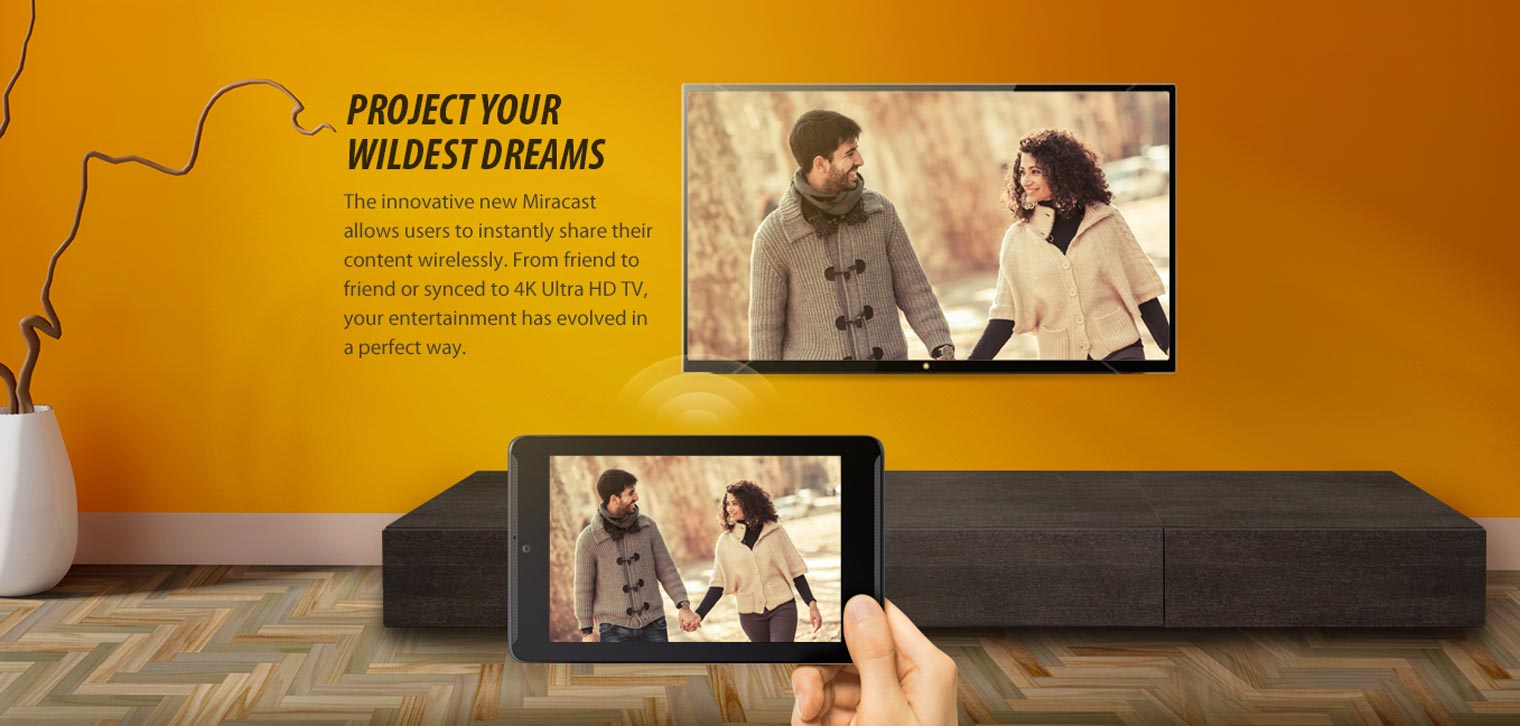 PROJECT YOUR
WILDEST DREAMS
The innovative new Miracast
allows users to instantly share their
content wirelessly. From friend to
friend or synced to 4K Ultra HD TV,
your entertainment has evolved in
a perfect way.